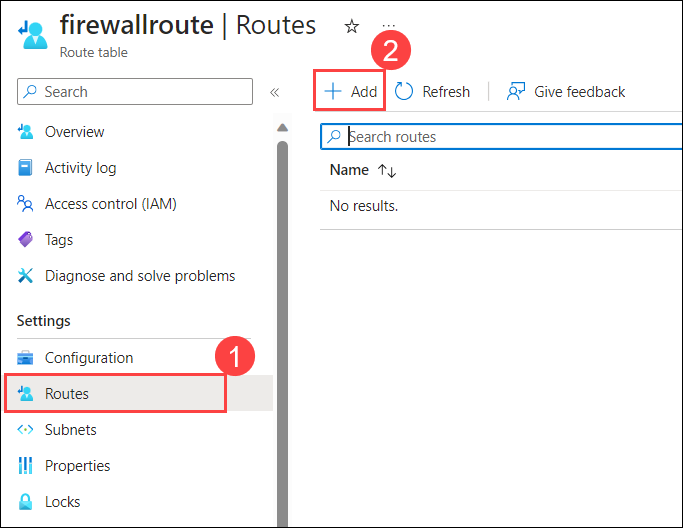 firewallroute | Routes
Route table
2
Search
Add
Refresh
Give feedback
Overview
Search routes
Activity log
Name
Access control (IAM)
No results.
Tags
Diagnose and solve problems
Settings
1
Configuration
Routes
Subnets
Properties
Locks